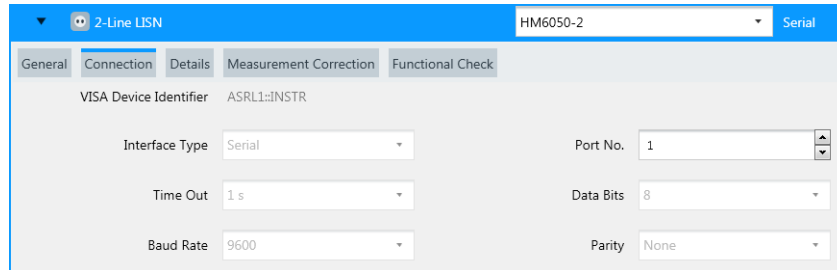 2-Line LISN HM6050-2 Serial
General Connection Details Measurement Correction Functional Check
VISA Device Identifier ASRL1::INSTR
Interface Type Serial Port No. 1
Time Out 1 s Data Bits 8
Baud Rate 9600 Parity None